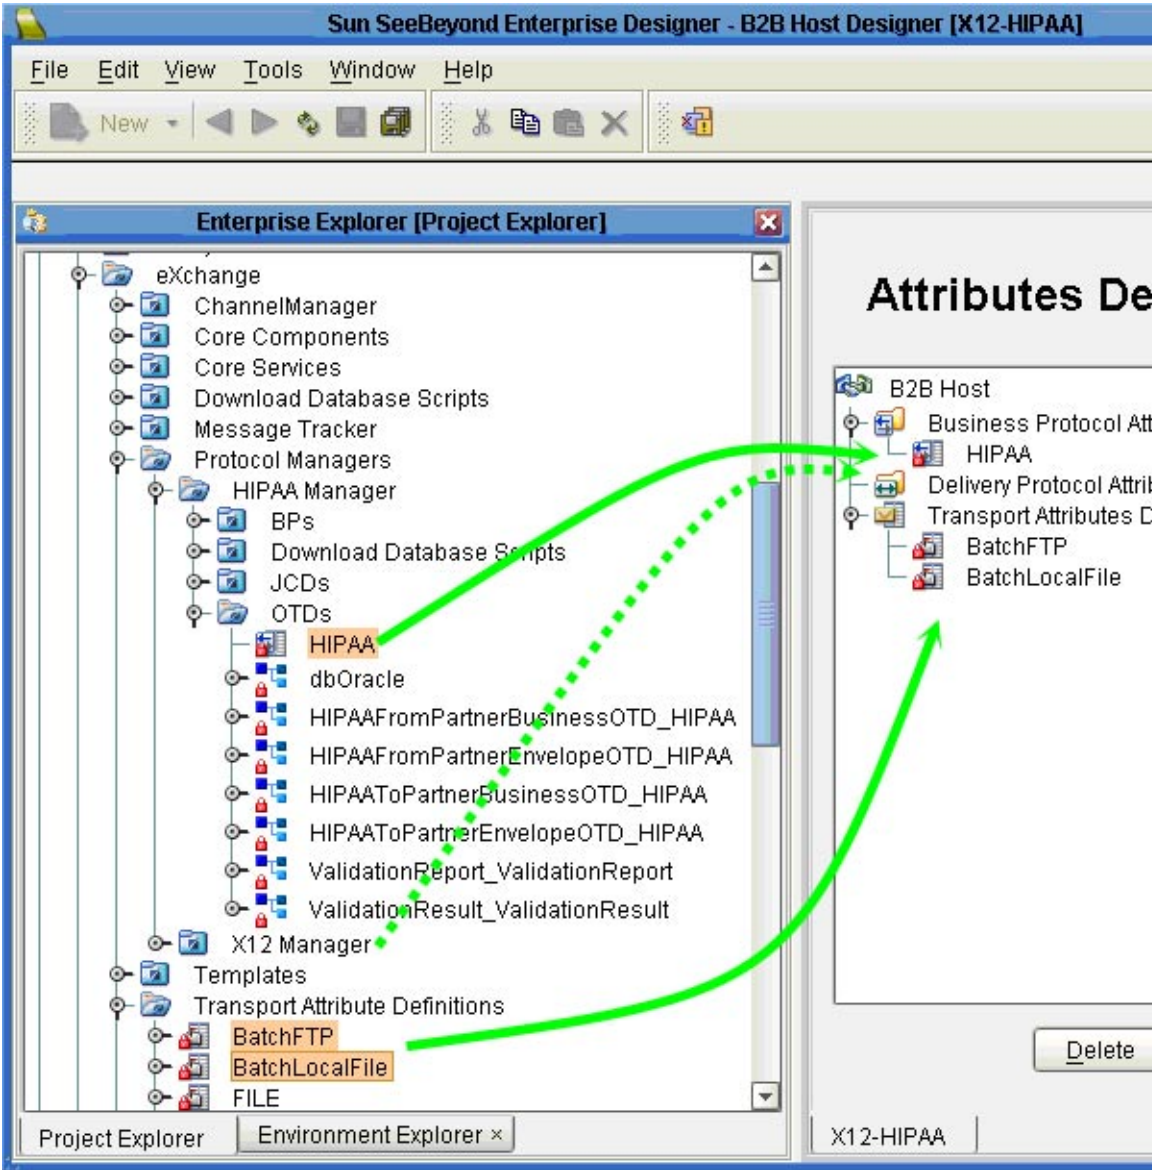 Sun SeeBeyond Enterprise Designer - B2B Host Designer [X12-HIPAA]
File Edit View Tools Window Help
New
Enterprise Explorer [Project Explorer]
eXchange
ChannelManager
Core Components
Core Services
Download Database Scripts
Message Tracker
Protocol Managers
HIPAA Manager
BPs
Download Database Scripts
JCDs
OTDs
HIPAA
dbOracle
HIPAAFromPartnerBusinessOTD_HIPAA
HIPAAFromPartnerEnvelopeOTD_HIPAA
HIPAAToPartnerBusinessOTD_HIPAA
HIPAAToPartnerEnvelopeOTD_HIPAA
ValidationReport_ValidationReport
ValidationResult_ValidationResult
X12 Manager
Templates
Transport Attribute Definitions
BatchFTP
BatchLocalFile
FILE
Project Explorer
Environment Explorer ×
Attributes De
B2B Host
Business Protocol Att
HIPAA
Delivery Protocol Attrib
Transport Attributes D
BatchFTP
BatchLocalFile
Delete
X12-HIPAA